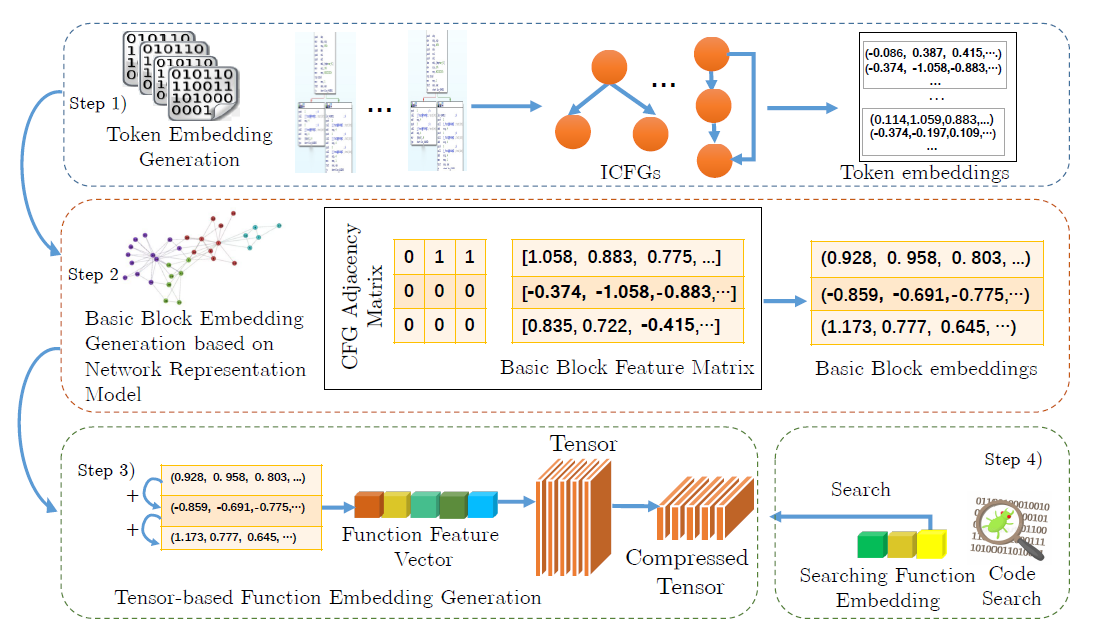 010110
110011
101000
0001
Step 1)
Token Embedding
Generation
...
...
ICFGs
(-0.086, 0.387, 0.415,...,)
(-0.374, -1.058,-0.883,...)
...
...
(0.114,1.059,0.883,...)
(-0.374,-0.197,0.109,...)
...
Token embeddings
Step 2
Basic Block Embedding
Generation based on
Network Representation
Model
CFG Adjacency
Matrix
0 1 1
0 0 0
0 0 0
[1.058, 0.883, 0.775, ...]
[-0.374, -1.058,-0.883,...]
[0.835, 0.722, -0.415,...]
Basic Block Feature Matrix
(0.928, 0. 958, 0. 803, ...)
(-0.859, -0.691,-0.775,...)
(1.173, 0.777, 0.645, ...)
Basic Block embeddings
Step 3)
+
+
(0.928, 0. 958, 0. 803, ...)
(-0.859, -0.691,-0.775,...)
(1.173, 0.777, 0.645, ...)
Function Feature
Vector
Tensor
Compressed
Tensor
Tensor-based Function Embedding Generation
Step 4)
Search
Searching Function
Embedding
Code
Search